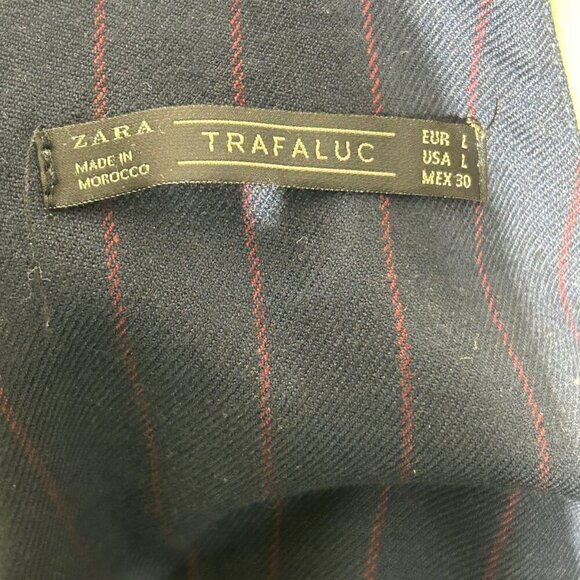 ZARA
MADE IN
MOROCCO
TRAFALUC
EUR L
USA L
MEX 30